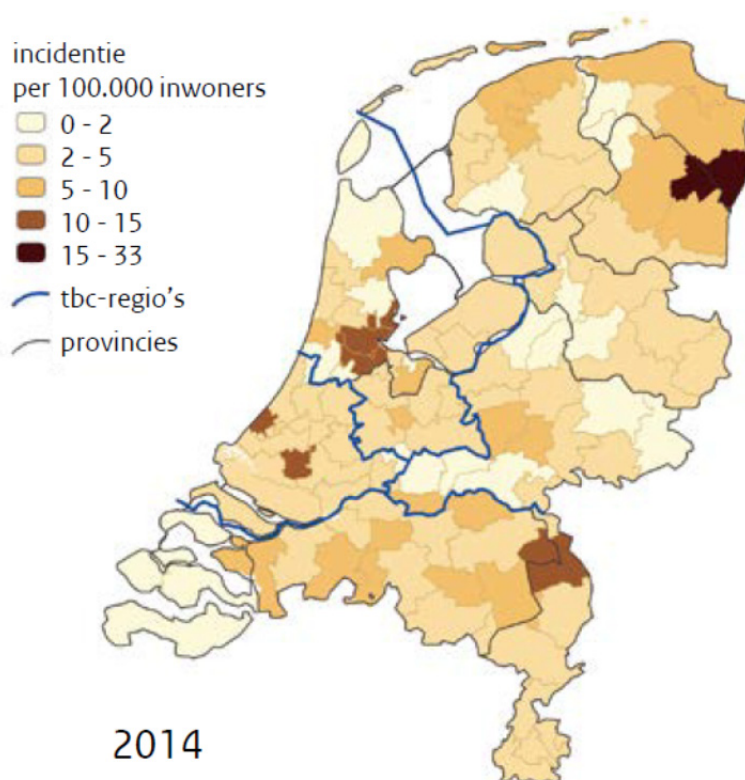 incidentie
per 100.000 inwoners
0 - 2
2 - 5
5 - 10
10 - 15
15 - 33
tbc-regio's
provincies
2014